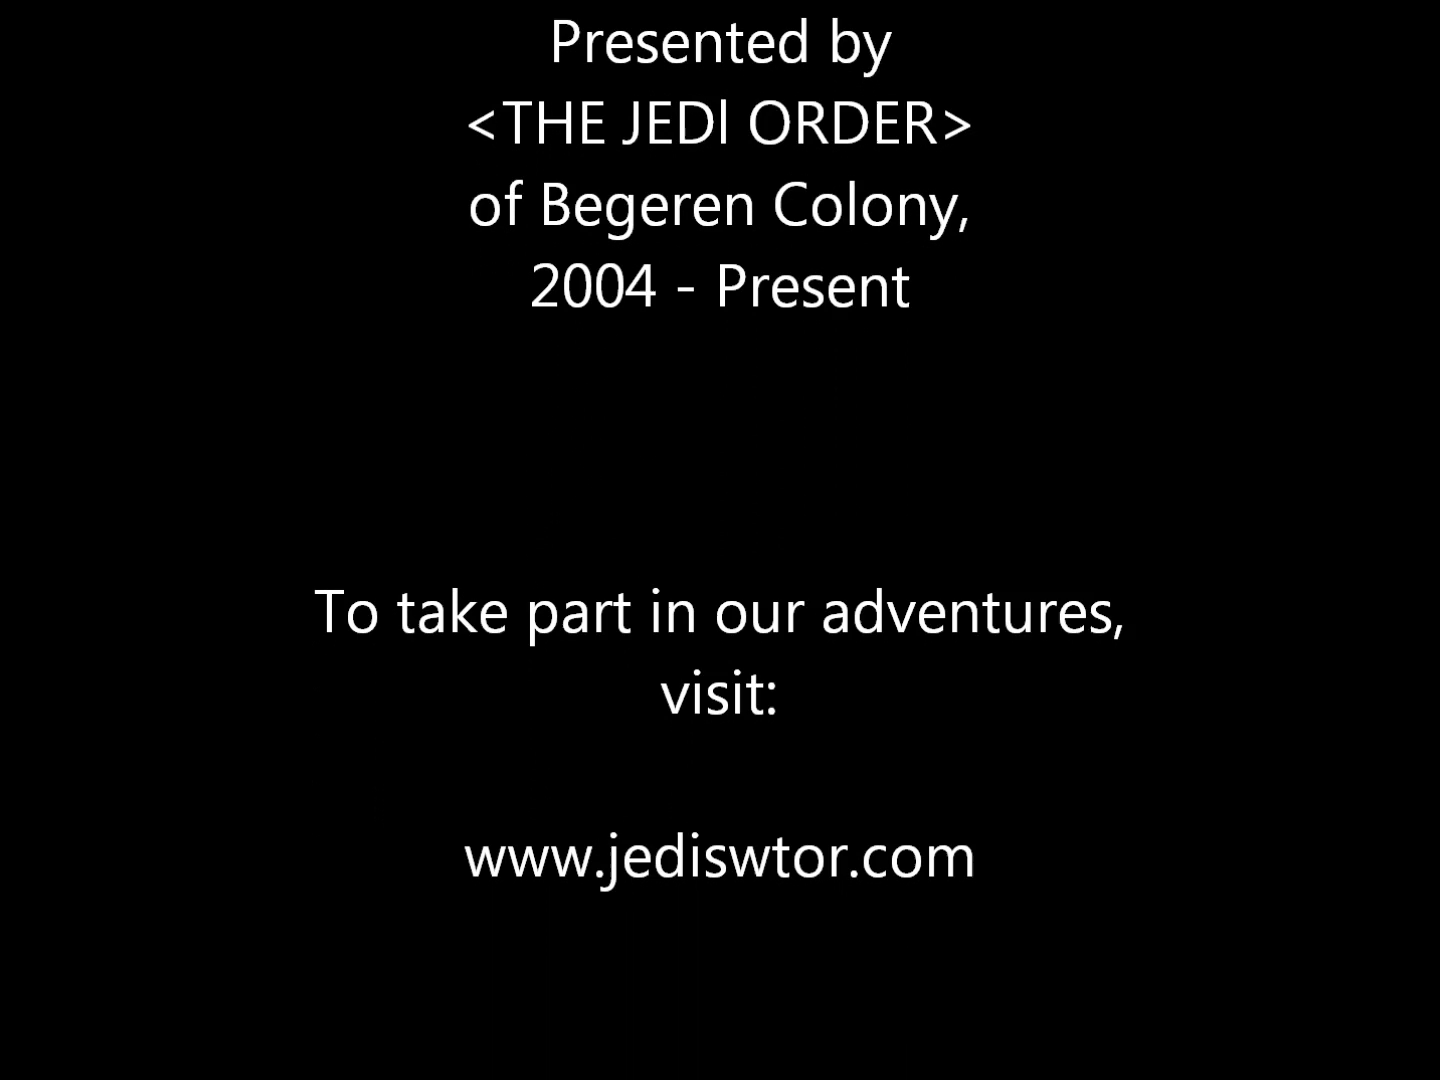 Presented by
<THE JEDl ORDER>
of Begeren Colony,
2004 - Present
To take part in our adventures,
visit:
www.jediswtor.com